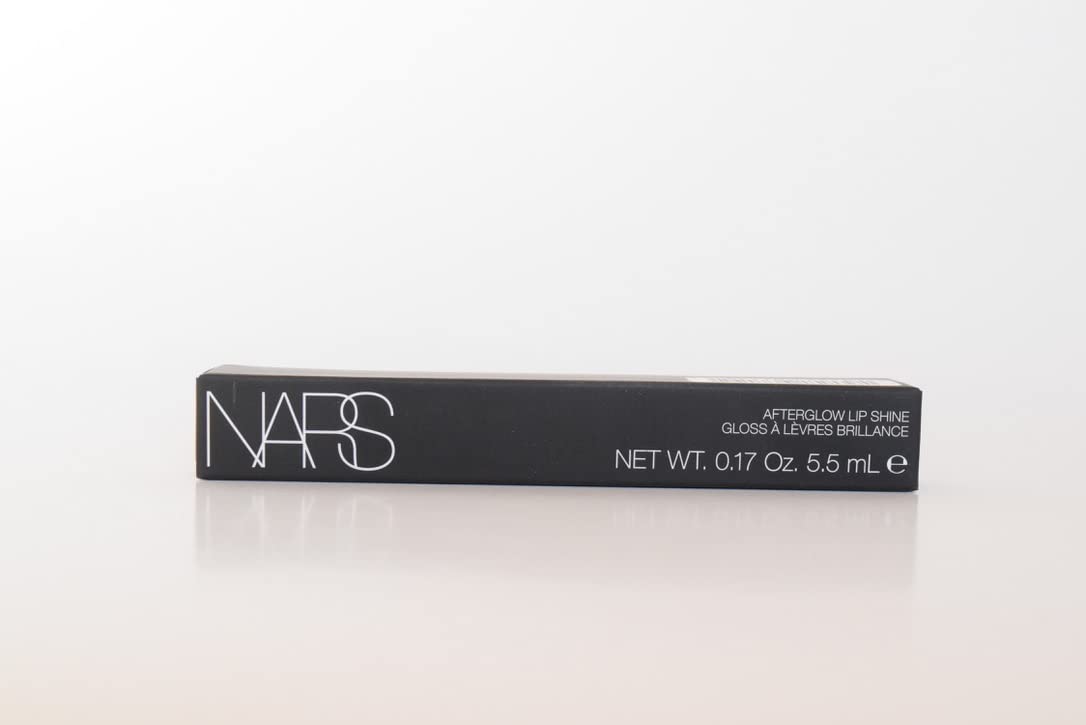 NARS
AFTERGLOW LIP SHINE
GLOSS À LÈVRES BRILLANCE
NET WT. 0.17 Oz. 5.5 mL ℮